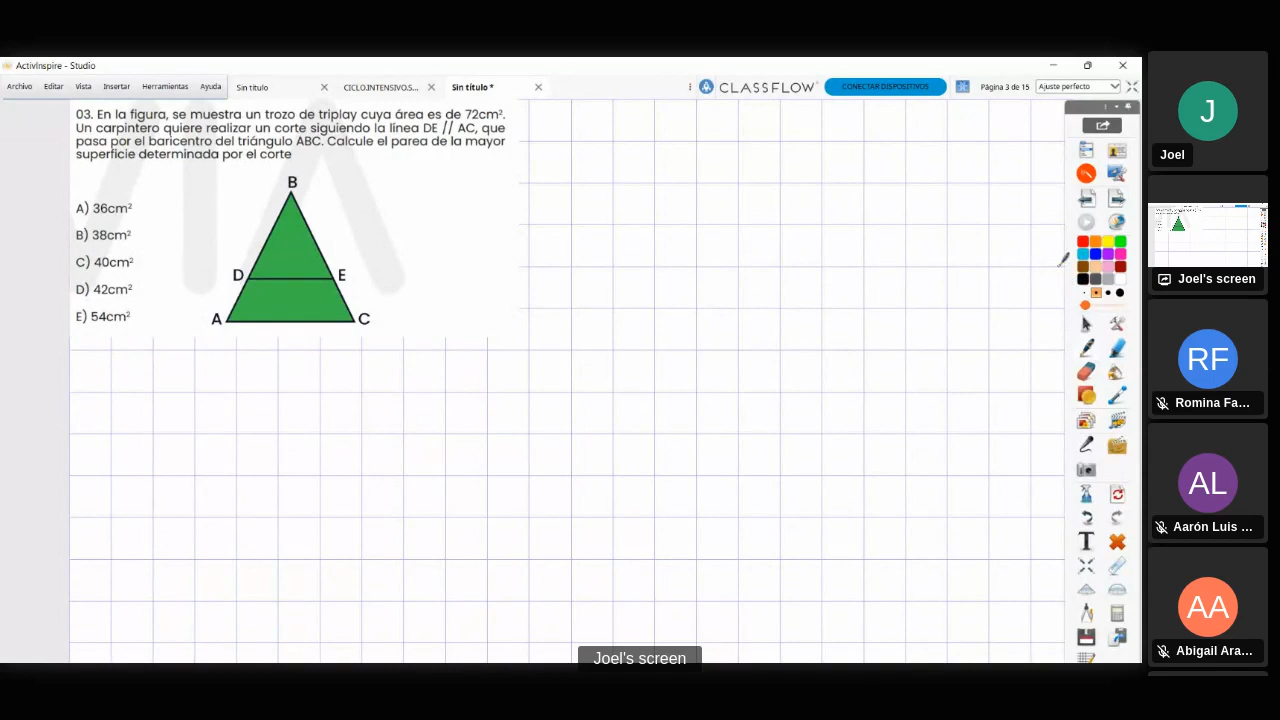 ActivInspire - Studio
Archivo Editar Vista Insertar Herramientas Ayuda
Sin título
CICLO.INTENSIVO.S...
Sin título *
CLASSFLOW
CONECTAR DISPOSITIVOS
Página 3 de 15
Ajuste perfecto
03. En la figura, se muestra un trozo de triplay cuya área es de 72cm².
Un carpintero quiere realizar un corte siguiendo la línea DE // AC, que
pasa por el baricentro del triángulo ABC. Calcule el parea de la mayor
superficie determinada por el corte
A) 36cm²
B) 38cm²
C) 40cm²
D) 42cm²
E) 54cm²
B
D
E
A
C
T
Joel's screen
J
Joel
Joel's screen
RF
Romina Fa...
AL
Aarón Luis ...
AA
Abigail Ara...